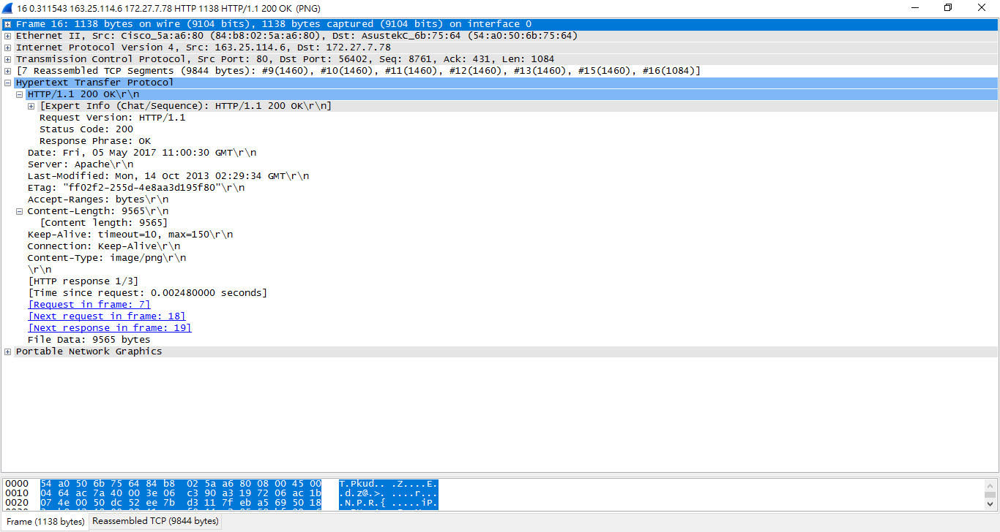 16 0.311543 163.25.114.6 172.27.7.78 HTTP 1138 HTTP/1.1 200 OK (PNG)
Frame 16: 1138 bytes on wire (9104 bits), 1138 bytes captured (9104 bits) on interface 0
Ethernet II, Src: Cisco_5a:a6:80 (84:b8:02:5a:a6:80), Dst: AsustekC_6b:75:64 (54:a0:50:6b:75:64)
Internet Protocol Version 4, Src: 163.25.114.6, Dst: 172.27.7.78
Transmission Control Protocol, Src Port: 80, Dst Port: 56402, Seq: 8761, Ack: 431, Len: 1084
[7 Reassembled TCP Segments (9844 bytes): #9(1460), #10(1460), #11(1460), #12(1460), #13(1460), #15(1460), #16(1084)]
Hypertext Transfer Protocol
HTTP/1.1 200 OK\r\n
[Expert Info (Chat/Sequence): HTTP/1.1 200 OK\r\n]
Request Version: HTTP/1.1
Status Code: 200
Response Phrase: OK
Date: Fri, 05 May 2017 11:00:30 GMT\r\n
Server: Apache\r\n
Last-Modified: Mon, 14 Oct 2013 02:29:34 GMT\r\n
ETag: "ff02f2-255d-4e8aa3d195f80"\r\n
Accept-Ranges: bytes\r\n
Content-Length: 9565\r\n
[Content length: 9565]
Keep-Alive: timeout=10, max=150\r\n
Connection: Keep-Alive\r\n
Content-Type: image/png\r\n
\r\n
[HTTP response 1/3]
[Time since request: 0.002480000 seconds]
[Request in frame: 7]
[Next request in frame: 18]
[Next response in frame: 19]
File Data: 9565 bytes
Portable Network Graphics
0000 54 a0 50 6b 75 64 84 b8 02 5a a6 80 08 00 45 00 T.Pkud.. .Z....E.
0010 04 64 ac 7a 40 00 3e 06 c3 90 a3 19 72 06 ac 1b .d.z@.>. ....r...
0020 07 4e 00 50 dc 52 ee 7b d3 11 7f eb a5 69 50 18 .N.P.R.{ .....iP.
Frame (1138 bytes) Reassembled TCP (9844 bytes)